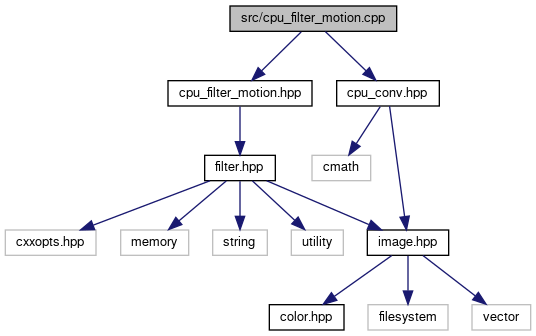 src/cpu_filter_motion.cpp
cpu_filter_motion.hpp
cpu_conv.hpp
filter.hpp
cmath
cxxopts.hpp
memory
string
utility
image.hpp
color.hpp
filesystem
vector